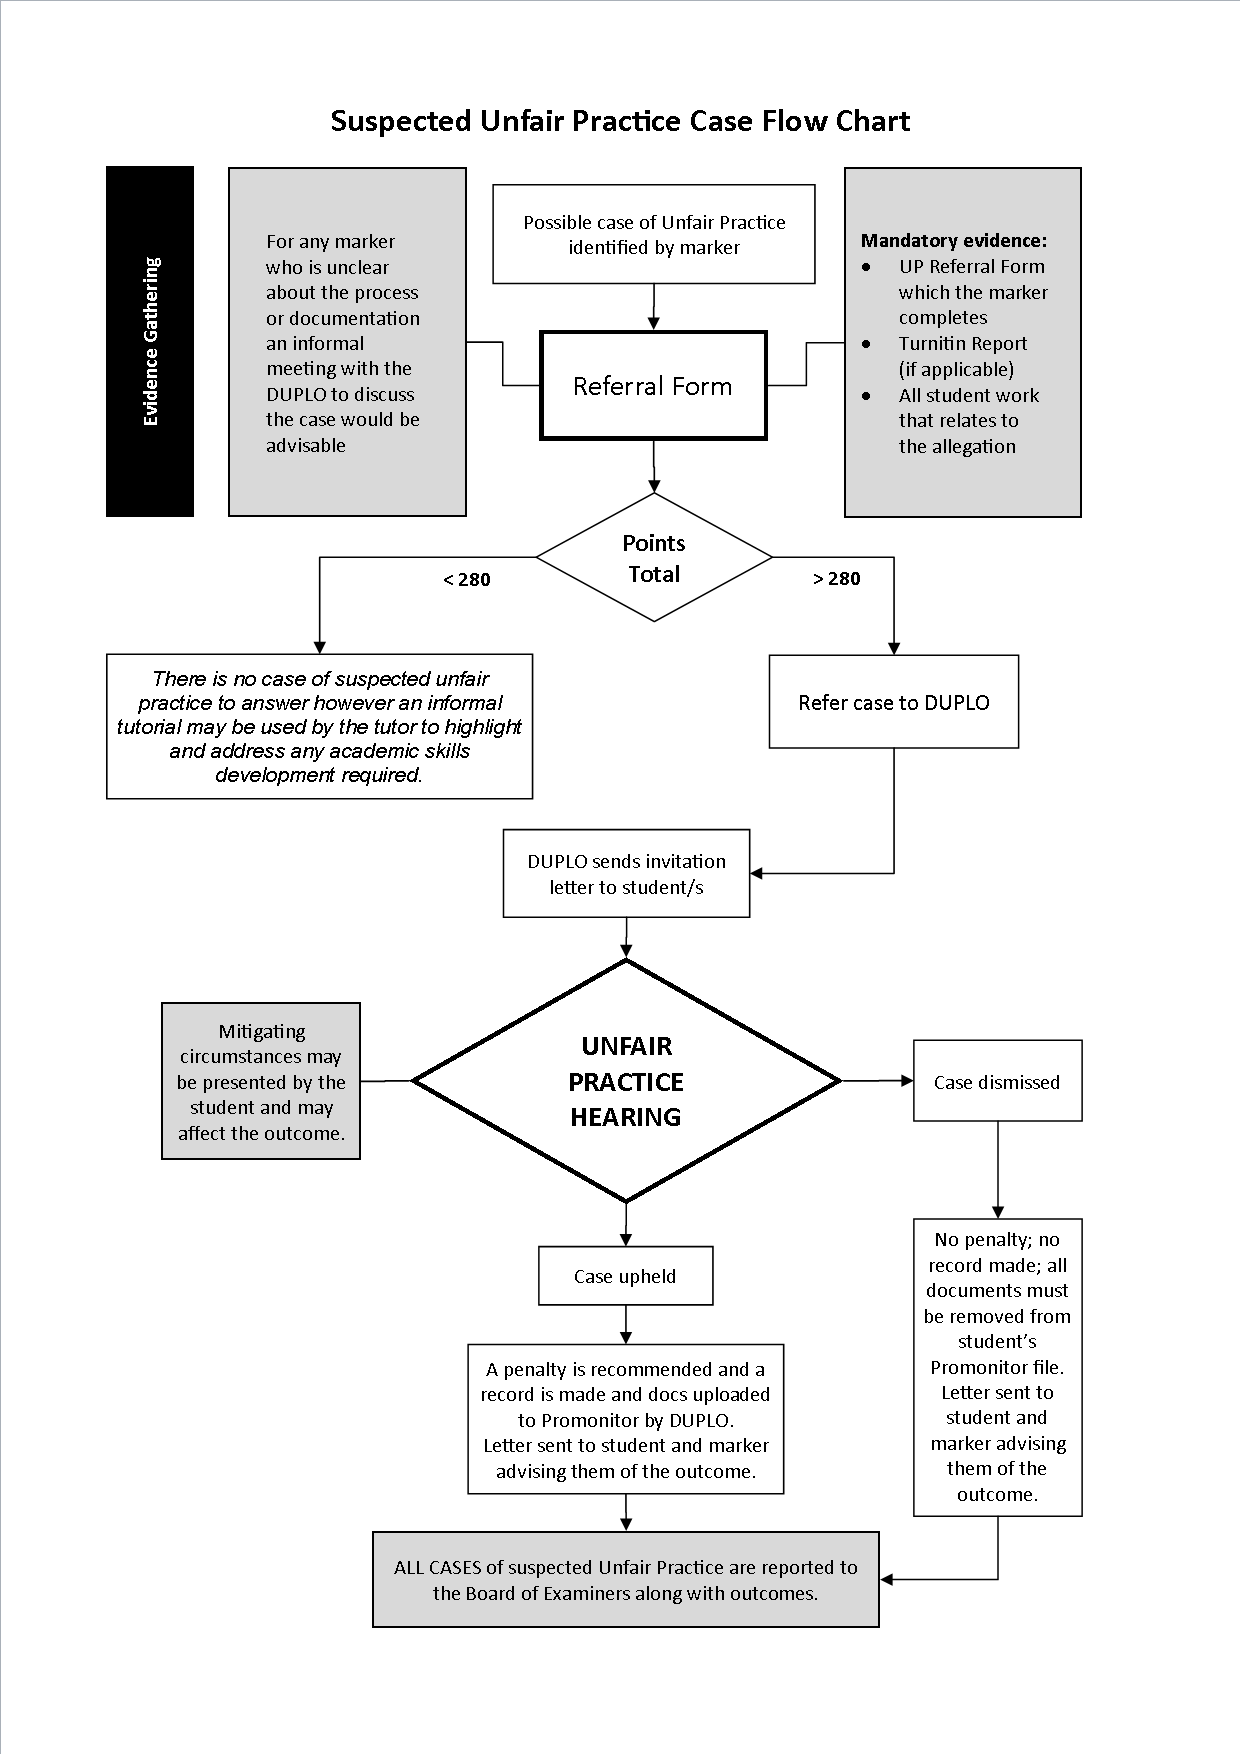 Suspected Unfair Practice Case Flow Chart
Evidence Gathering
For any marker
who is unclear
about the process
or documentation
an informal
meeting with the
DUPLO to discuss
the case would be
advisable
Possible case of Unfair Practice
identified by marker
Referral Form
Mandatory evidence:
• UP Referral Form
which the marker
completes
• Turnitin Report
(if applicable)
• All student work
that relates to
the allegation
Points
Total
< 280
> 280
There is no case of suspected unfair
practice to answer however an informal
tutorial may be used by the tutor to highlight
and address any academic skills
development required.
Refer case to DUPLO
DUPLO sends invitation
letter to student/s
Mitigating
circumstances may
be presented by the
student and may
affect the outcome.
UNFAIR
PRACTICE
HEARING
Case dismissed
Case upheld
A penalty is recommended and a
record is made and docs uploaded
to Promonitor by DUPLO.
Letter sent to student and marker
advising them of the outcome.
No penalty; no
record made; all
documents must
be removed from
student’s
Promonitor file.
Letter sent to
student and
marker advising
them of the
outcome.
ALL CASES of suspected Unfair Practice are reported to
the Board of Examiners along with outcomes.